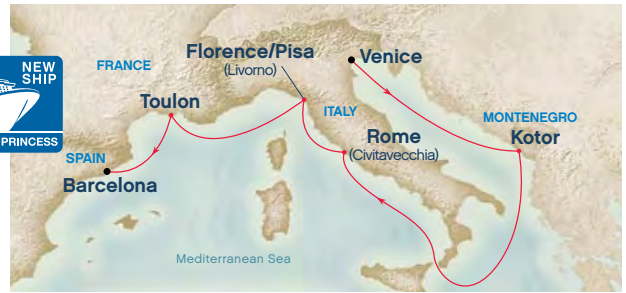 NEW
SHIP
PRINCESS
FRANCE
Florence/Pisa
(Livorno)
Venice
Toulon
ITALY
MONTENEGRO
Kotor
Rome
(Civitavecchia)
SPAIN
Barcelona
Mediterranean Sea